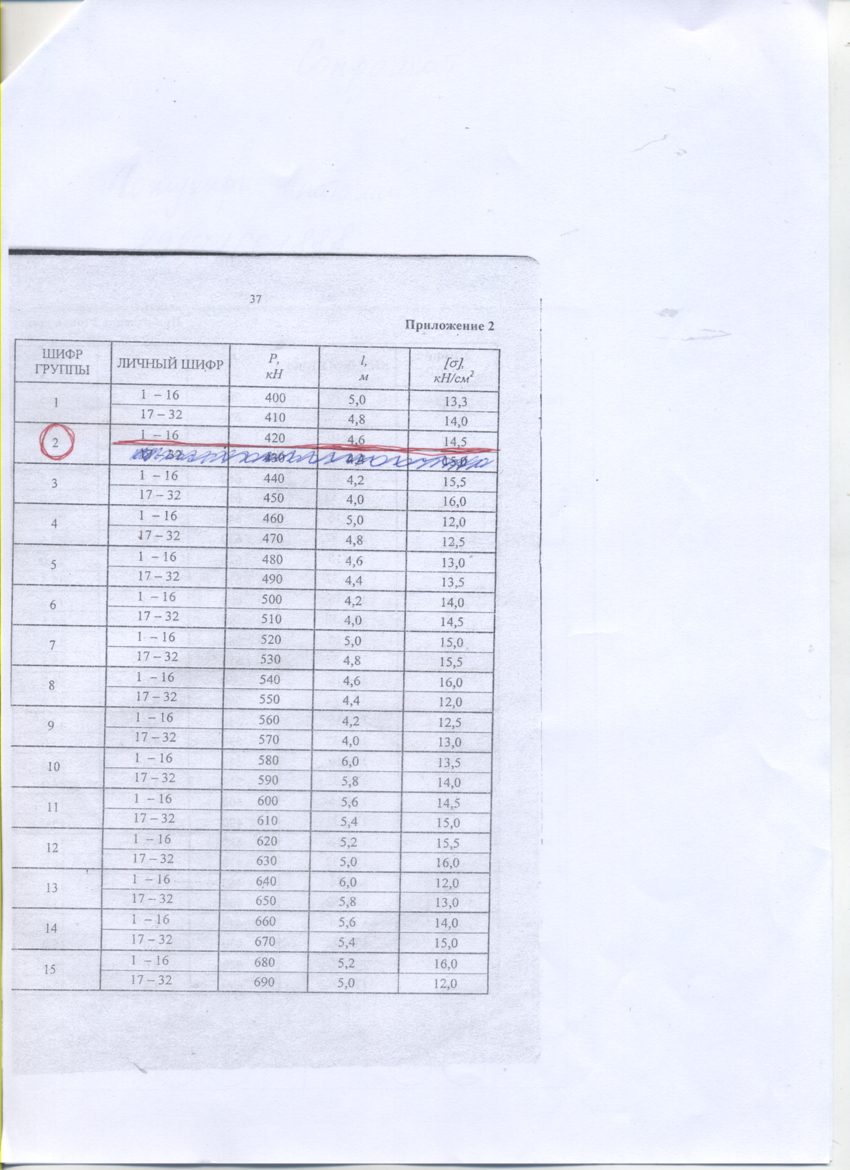 37
Приложение 2
ШИФР ГРУППЫ ЛИЧНЫЙ ШИФР P, кН l, м [σ], кН/см²
1 1 – 16 400 5,0 13,3
17 – 32 410 4,8 14,0
2 1 – 16 420 4,6 14,5
3 1 – 16 440 4,2 15,5
17 – 32 450 4,0 16,0
4 1 – 16 460 5,0 12,0
17 – 32 470 4,8 12,5
5 1 – 16 480 4,6 13,0
17 – 32 490 4,4 13,5
6 1 – 16 500 4,2 14,0
17 – 32 510 4,0 14,5
7 1 – 16 520 5,0 15,0
17 – 32 530 4,8 15,5
8 1 – 16 540 4,6 16,0
17 – 32 550 4,4 12,0
9 1 – 16 560 4,2 12,5
17 – 32 570 4,0 13,0
10 1 – 16 580 6,0 13,5
17 – 32 590 5,8 14,0
11 1 – 16 600 5,6 14,5
17 – 32 610 5,4 15,0
12 1 – 16 620 5,2 15,5
17 – 32 630 5,0 16,0
13 1 – 16 640 6,0 12,0
17 – 32 650 5,8 13,0
14 1 – 16 660 5,6 14,0
17 – 32 670 5,4 15,0
15 1 – 16 680 5,2 16,0
17 – 32 690 5,0 12,0